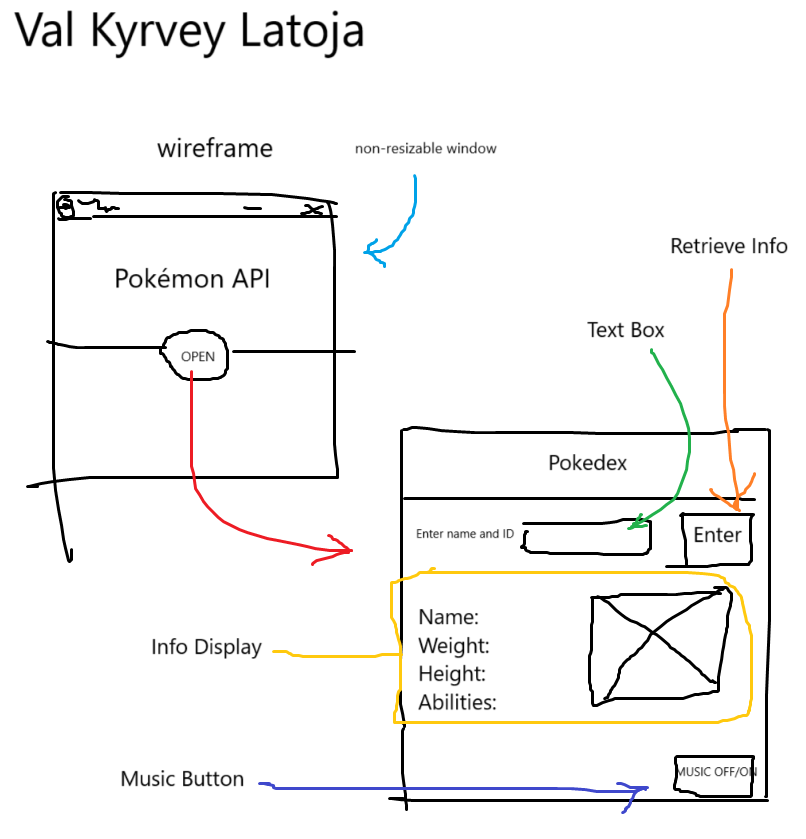 Val Kyrvey Latoja
wireframe
non-resizable window
Pokémon API
OPEN
Retrieve Info
Text Box
Pokedex
Enter name and ID
Enter
Name:
Weight:
Height:
Abilities:
Info Display
Music Button
MUSIC OFF/ON